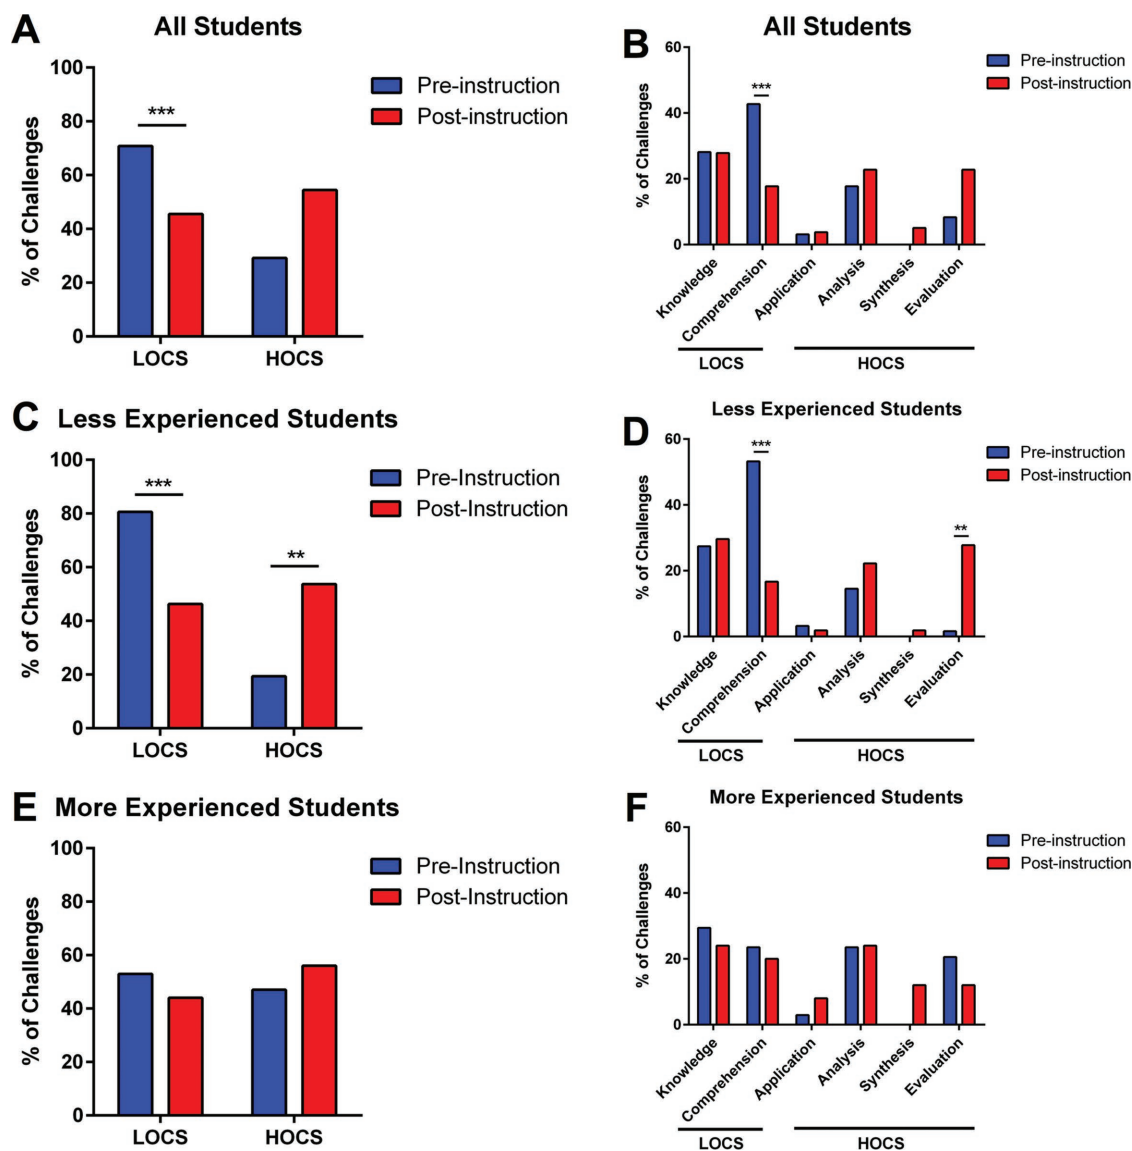 A
All Students
% of Challenges
100
80
60
40
20
0
***
LOCS
HOCS
Pre-instruction
Post-instruction
B
All Students
% of Challenges
60
40
20
0
***
Knowledge
Comprehension
Application
Analysis
Synthesis
Evaluation
LOCS
HOCS
Pre-instruction
Post-instruction
C
Less Experienced Students
% of Challenges
100
80
60
40
20
0
***
**
LOCS
HOCS
Pre-Instruction
Post-Instruction
D
Less Experienced Students
% of Challenges
60
40
20
0
***
**
Knowledge
Comprehension
Application
Analysis
Synthesis
Evaluation
LOCS
HOCS
Pre-instruction
Post-instruction
E
More Experienced Students
% of Challenges
100
80
60
40
20
0
LOCS
HOCS
Pre-Instruction
Post-Instruction
F
More Experienced Students
% of Challenges
60
40
20
0
Knowledge
Comprehension
Application
Analysis
Synthesis
Evaluation
LOCS
HOCS
Pre-instruction
Post-instruction